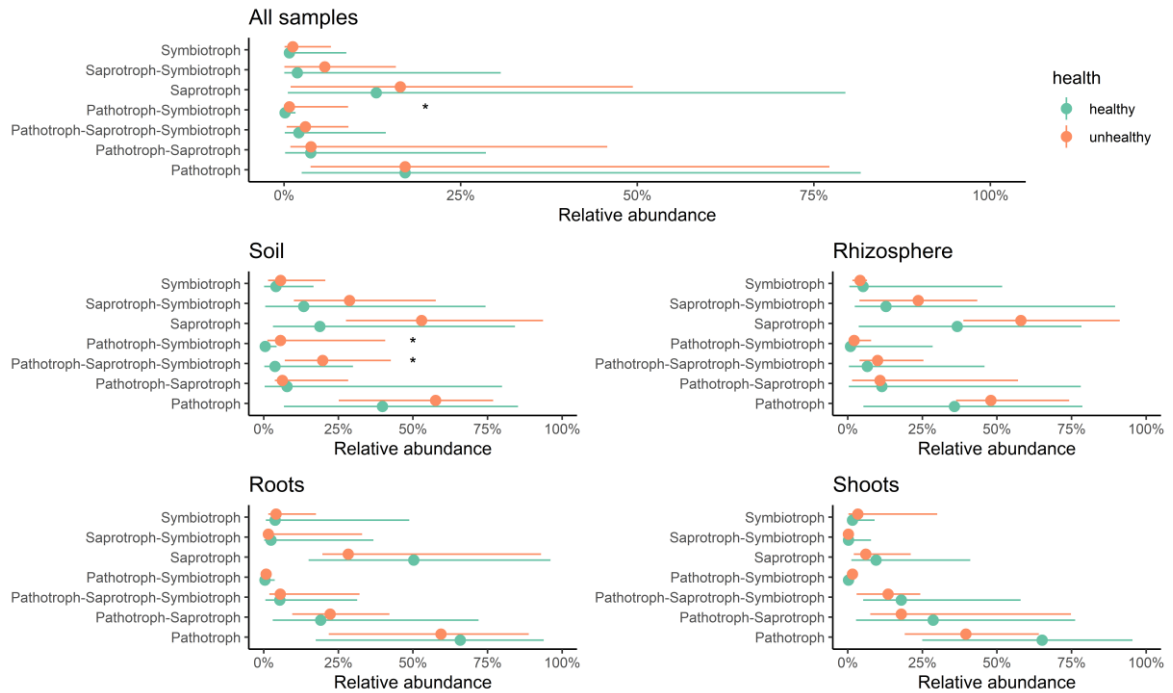 All samples
Symbiotroph
Saprotroph-Symbiotroph
Saprotroph
Pathotroph-Symbiotroph
*
Pathotroph-Saprotroph-Symbiotroph
Pathotroph-Saprotroph
Pathotroph
0% 25% 50% 75% 100%
Relative abundance
health
healthy
unhealthy
Soil
Symbiotroph
Saprotroph-Symbiotroph
Saprotroph
Pathotroph-Symbiotroph
*
Pathotroph-Saprotroph-Symbiotroph
*
Pathotroph-Saprotroph
Pathotroph
0% 25% 50% 75% 100%
Relative abundance
Rhizosphere
Symbiotroph
Saprotroph-Symbiotroph
Saprotroph
Pathotroph-Symbiotroph
Pathotroph-Saprotroph-Symbiotroph
Pathotroph-Saprotroph
Pathotroph
0% 25% 50% 75% 100%
Relative abundance
Roots
Symbiotroph
Saprotroph-Symbiotroph
Saprotroph
Pathotroph-Symbiotroph
Pathotroph-Saprotroph-Symbiotroph
Pathotroph-Saprotroph
Pathotroph
0% 25% 50% 75% 100%
Relative abundance
Shoots
Symbiotroph
Saprotroph-Symbiotroph
Saprotroph
Pathotroph-Symbiotroph
Pathotroph-Saprotroph-Symbiotroph
Pathotroph-Saprotroph
Pathotroph
0% 25% 50% 75% 100%
Relative abundance